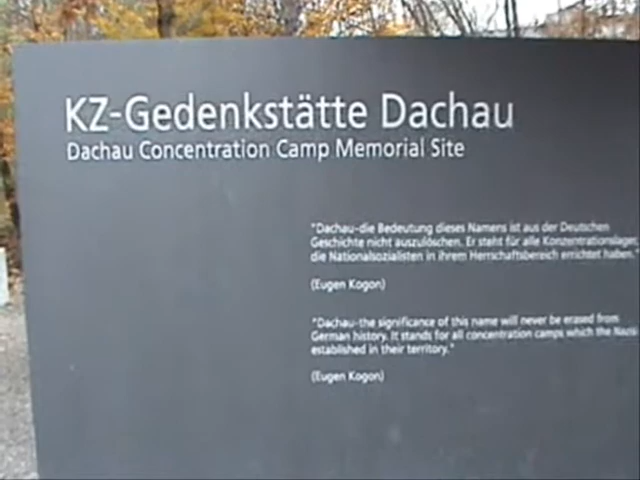 KZ-Gedenkstätte Dachau
Dachau Concentration Camp Memorial Site
"Dachau-die Bedeutung dieses Namens ist aus der Deutschen
Geschichte nicht auszulöschen. Er steht für alle Konzentrationslager
die Nationalsozialisten in ihrem Herrschaftsbereich errichtet haben."
(Eugen Kogon)
"Dachau-the significance of this name will never be erased from
German history. It stands for all concentration camps which the Nazis
established in their territory."
(Eugen Kogon)